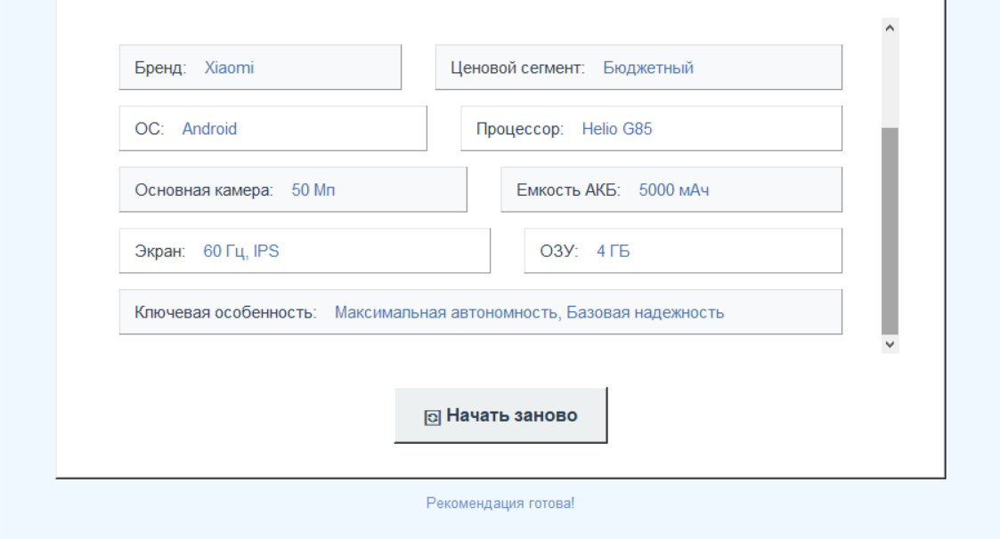 Бренд: Xiaomi Ценовой сегмент: Бюджетный
ОС: Android Процессор: Helio G85
Основная камера: 50 Мп Емкость АКБ: 5000 мАч
Экран: 60 Гц, IPS ОЗУ: 4 ГБ
Ключевая особенность: Максимальная автономность, Базовая надежность
Начать заново
Рекомендация готова!